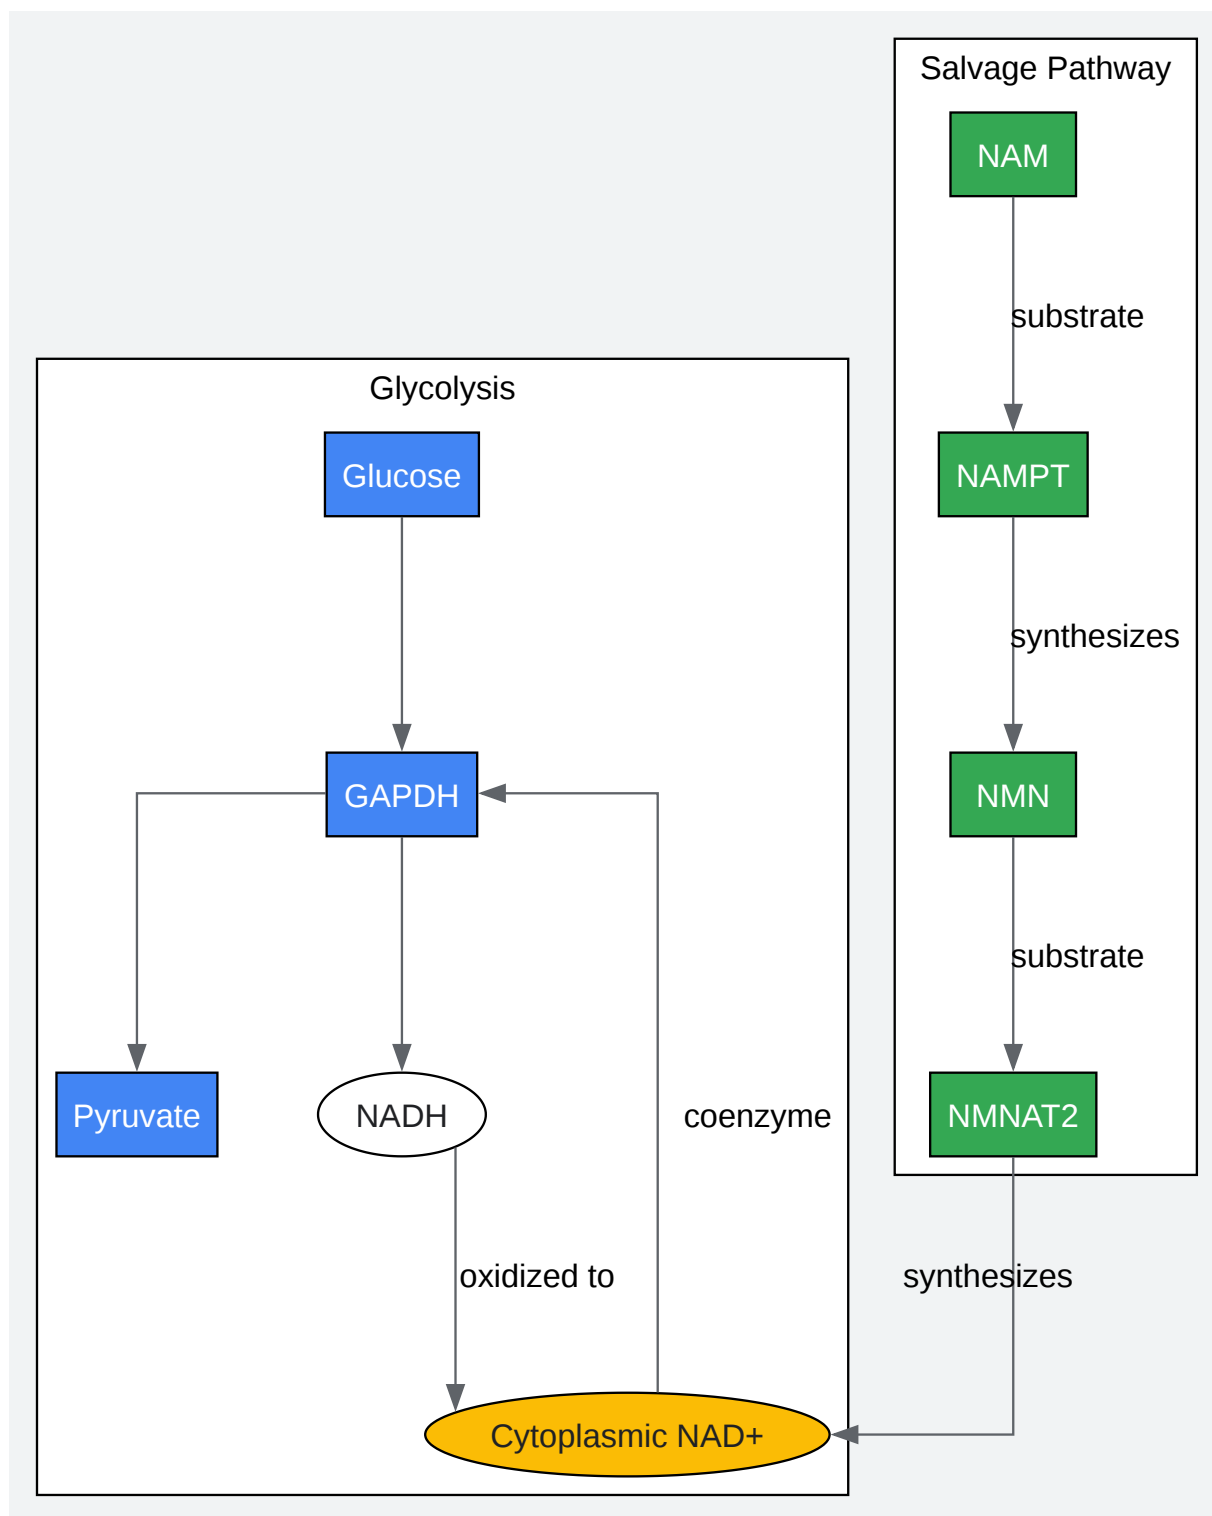 Salvage Pathway
NAM
substrate
Glycolysis
Glucose
NAMPT
synthesizes
GAPDH
NMN
substrate
Pyruvate
NADH
coenzyme
NMNAT2
oxidized to
synthesizes
Cytoplasmic NAD+